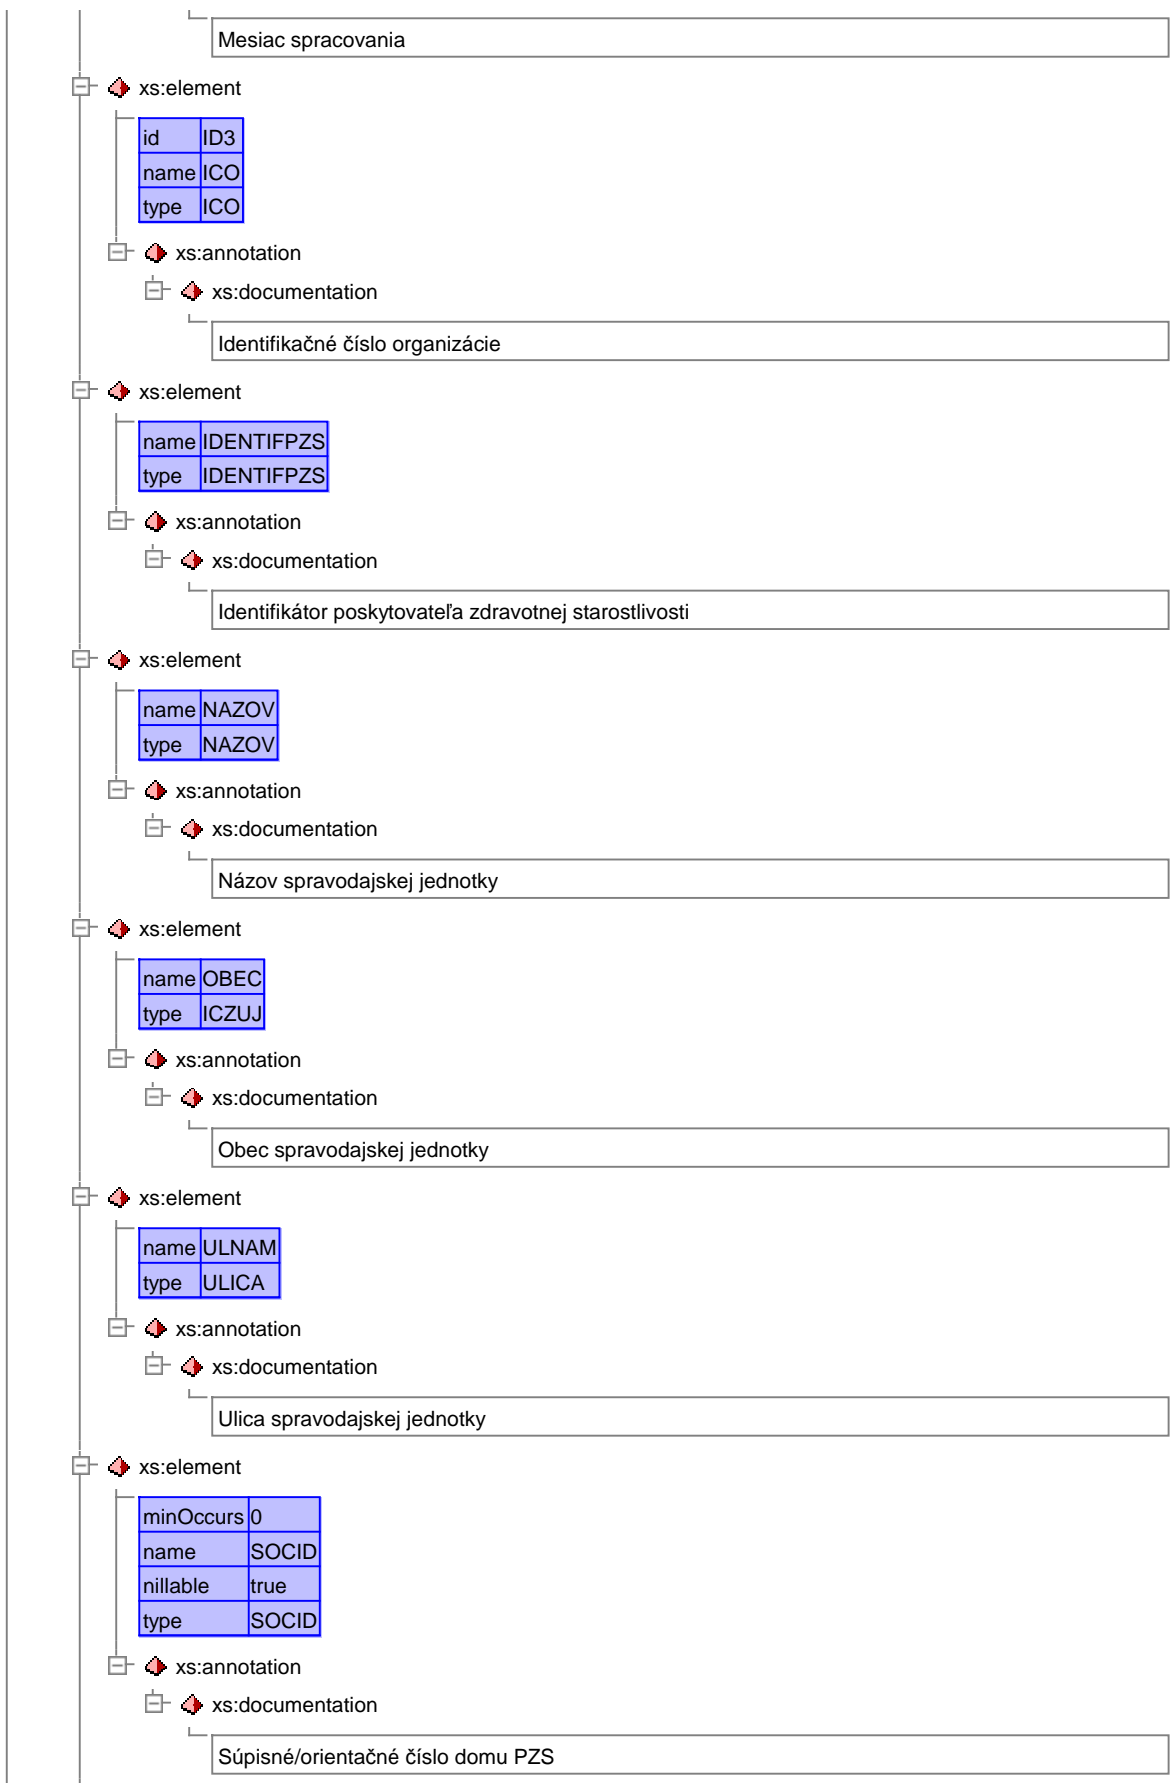 Mesiac spracovania
xs:element
id ID3
name ICO
type ICO
xs:annotation
xs:documentation
Identifikačné číslo organizácie
xs:element
name IDENTIFPZS
type IDENTIFPZS
xs:annotation
xs:documentation
Identifikátor poskytovateľa zdravotnej starostlivosti
xs:element
name NAZOV
type NAZOV
xs:annotation
xs:documentation
Názov spravodajskej jednotky
xs:element
name OBEC
type ICZUJ
xs:annotation
xs:documentation
Obec spravodajskej jednotky
xs:element
name ULNAM
type ULICA
xs:annotation
xs:documentation
Ulica spravodajskej jednotky
xs:element
minOccurs 0
name SOCID
nillable true
type SOCID
xs:annotation
xs:documentation
Súpisné/orientačné číslo domu PZS